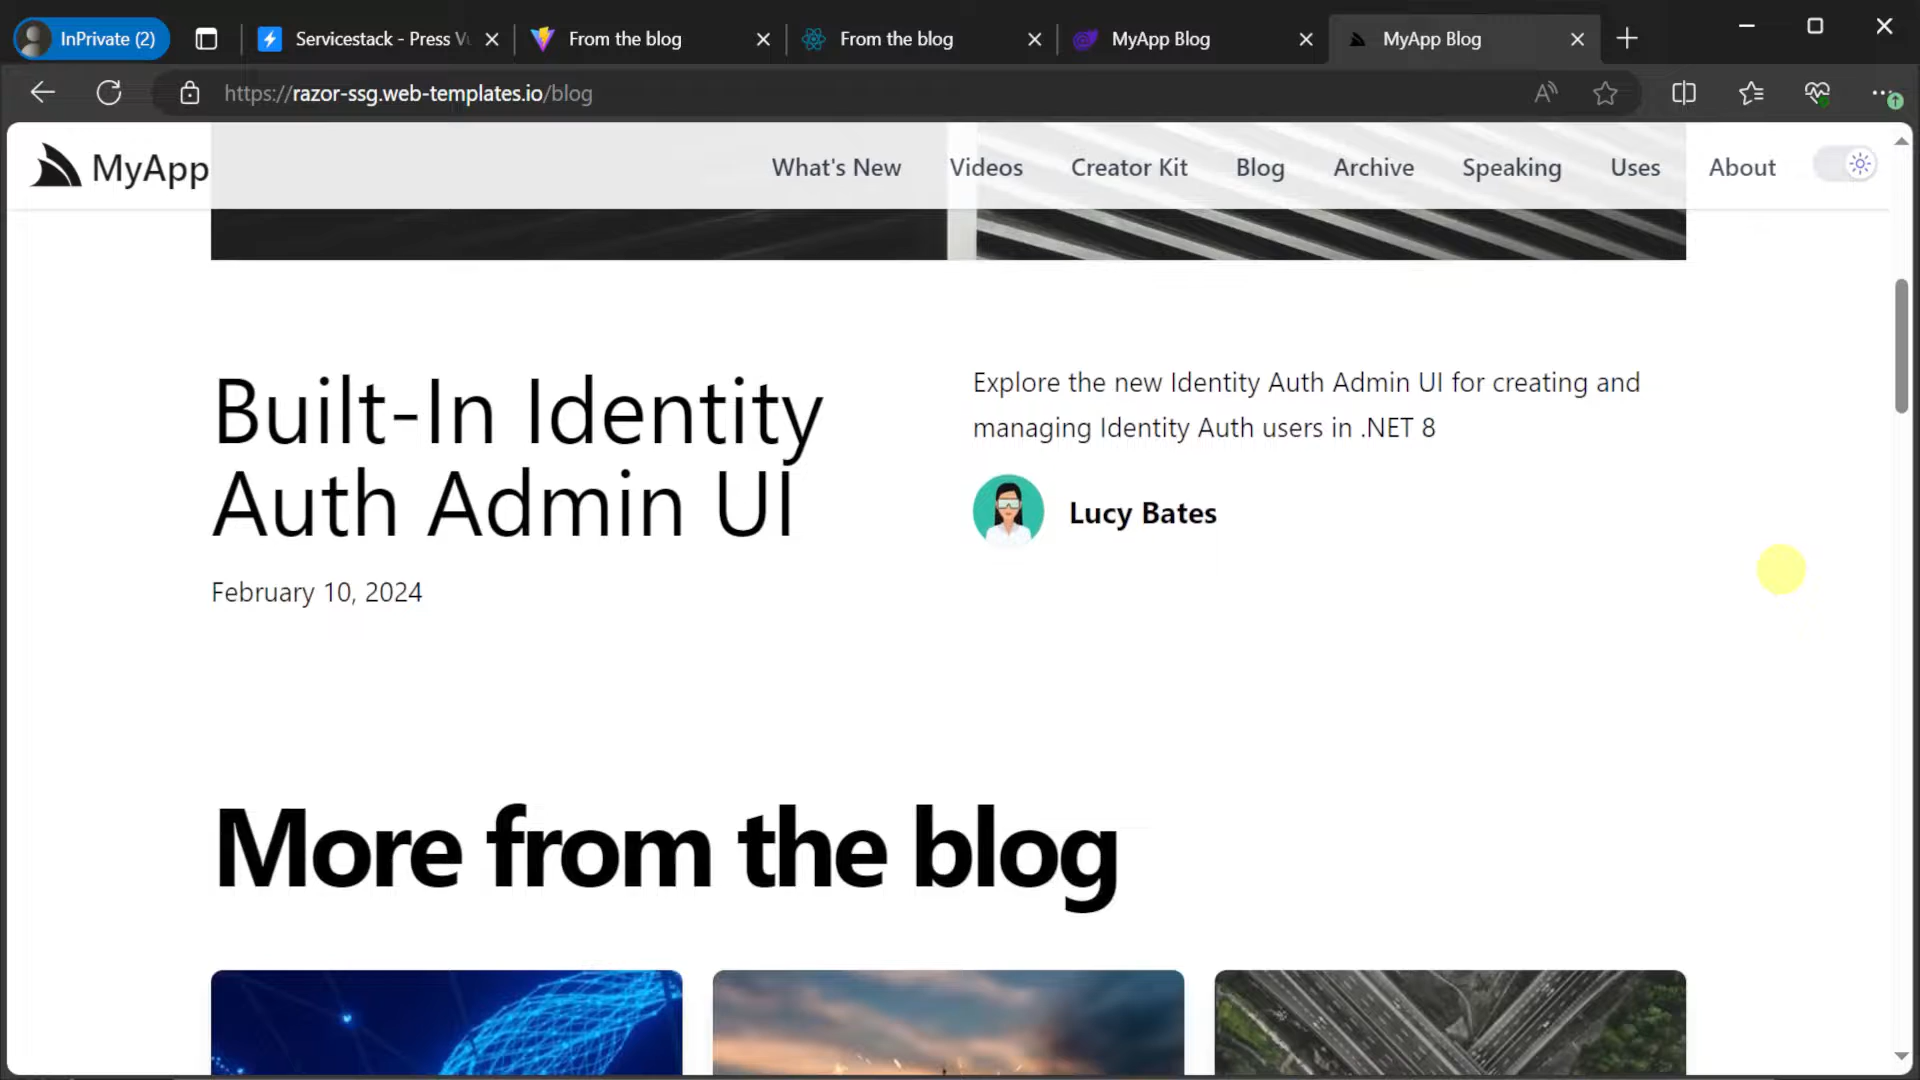 InPrivate (2)
Servicestack - Press
From the blog
From the blog
MyApp Blog
MyApp Blog
https://razor-ssg.web-templates.io/blog
MyApp
What's New
Videos
Creator Kit
Blog
Archive
Speaking
Uses
About
Built-In Identity
Auth Admin UI
February 10, 2024
Explore the new Identity Auth Admin UI for creating and
managing Identity Auth users in .NET 8
Lucy Bates
More from the blog